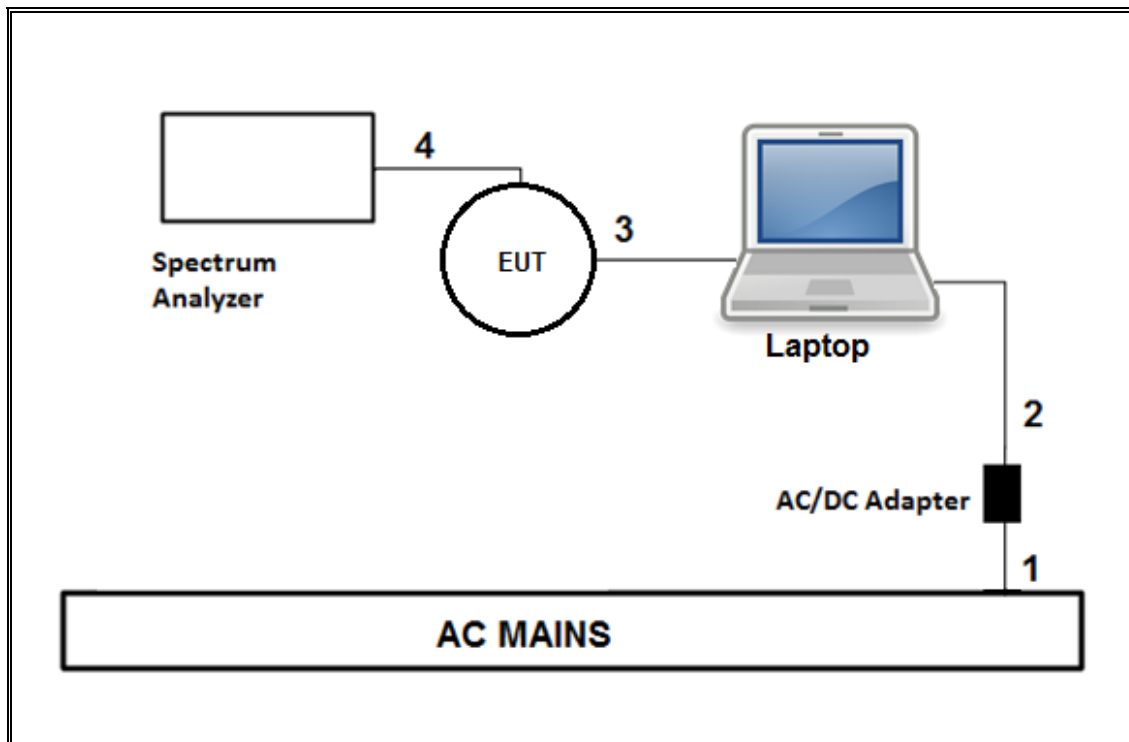 4
3
EUT
Spectrum
Analyzer
Laptop
2
AC/DC Adapter
1
AC MAINS